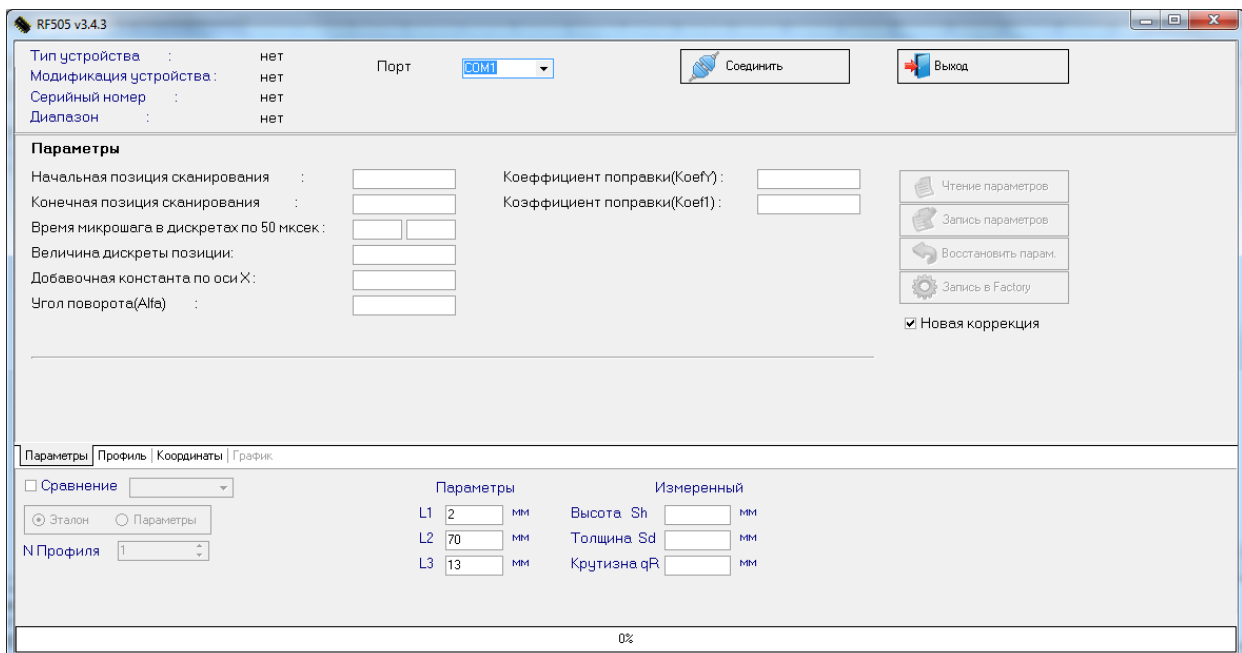 RF505 v3.4.3
Тип устройства : нет
Модификация устройства: нет
Серийный номер : нет
Диапазон : нет
Порт COM1
Соединить
Выход
Параметры
Начальная позиция сканирования :
Конечная позиция сканирования :
Время микрошага в дискретах по 50 мксек:
Величина дискреты позиции:
Добавочная константа по оси X:
Угол поворота(Alfa) :
Коеффициент поправки(KoefY):
Коэффициент поправки(Koef1):
Чтение параметров
Запись параметров
Восстановить парам.
Запись в Factory
Новая коррекция
Параметры Профиль Координаты График
Сравнение
Эталон Параметры
N Профиля 1
Параметры
L1 2 мм
L2 70 мм
L3 13 мм
Измеренный
Высота Sh мм
Толщина Sd мм
Крутизна qR мм
0%